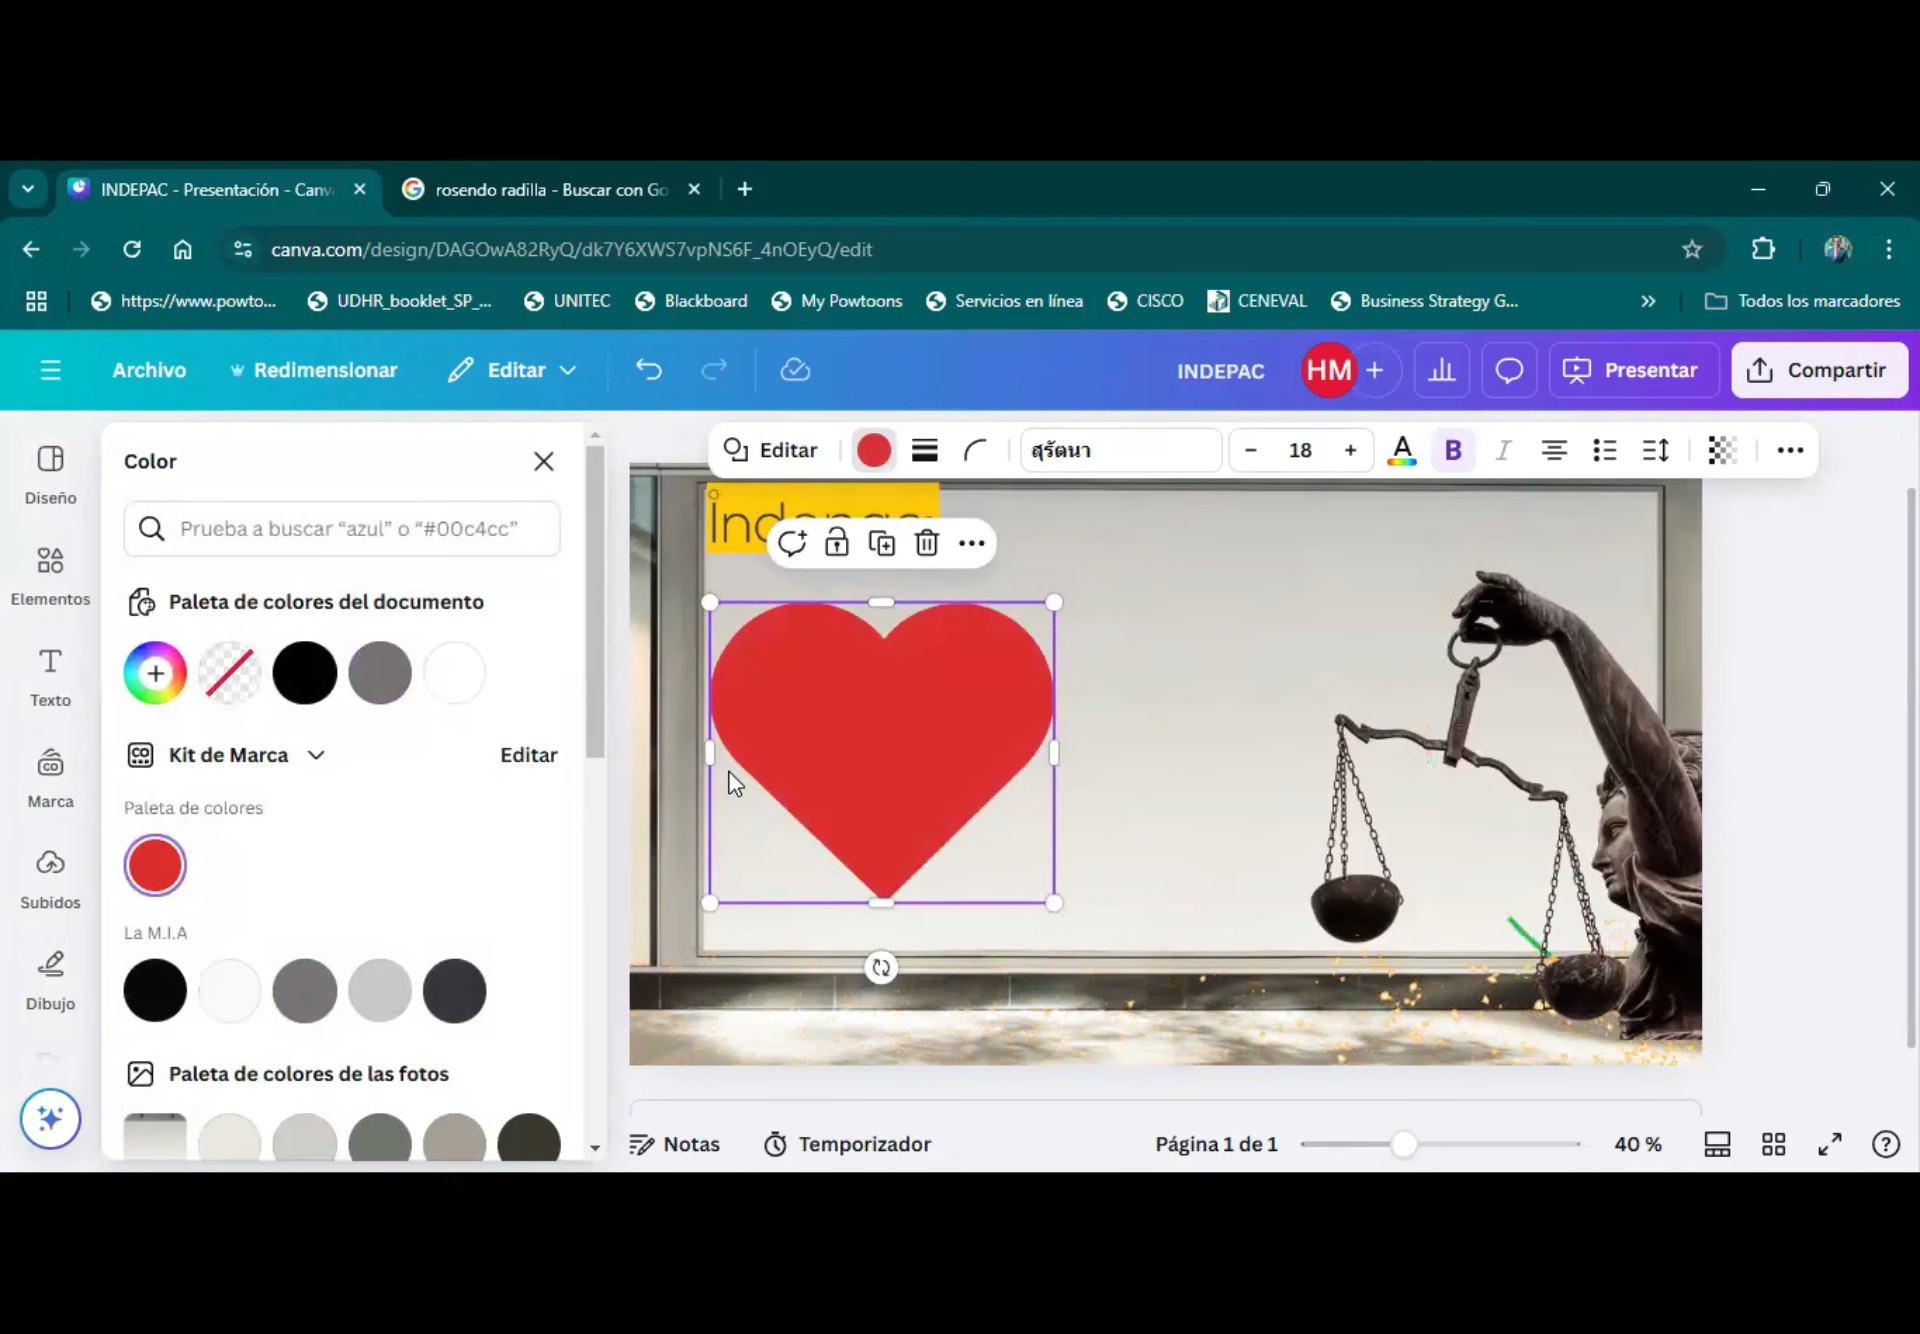 INDEPAC - Presentación - Canv
rosendo radilla - Buscar con Go
canva.com/design/DAGOwA82RyQ/dk7Y6XWS7vpNS6F_4nOEyQ/edit
https://www.powto...
UDHR_booklet_SP_...
UNITEC
Blackboard
My Powtoons
Servicios en línea
CISCO
CENEVAL
Business Strategy G...
Todos los marcadores
Archivo
Redimensionar
Editar
INDEPAC
HM
Presentar
Compartir
Diseño
Elementos
Texto
Marca
Subidos
Dibujo
Color
Prueba a buscar “azul” o “#00c4cc”
Paleta de colores del documento
Kit de Marca
Editar
Paleta de colores
La M.I.A
Paleta de colores de las fotos
Editar
สุรัตนา
18
A
B
I
Notas
Temporizador
Página 1 de 1
40 %